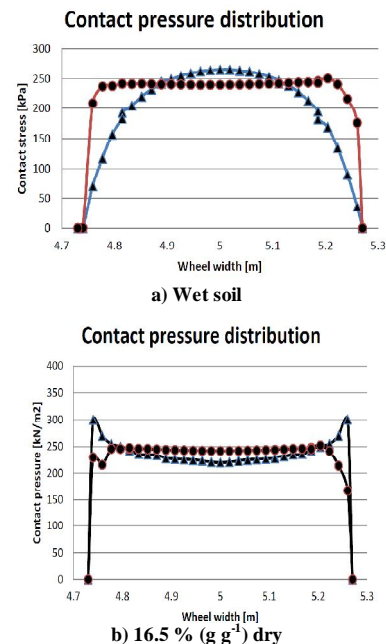 Contact pressure distribution
300
250
200
150
100
50
0
Contact stress [kPa]
4.7 4.8 4.9 5 5.1 5.2 5.3
Wheel width [m]
a) Wet soil
Contact pressure distribution
400
350
300
250
200
150
100
50
0
Contact pressure [kN/m2]
4.7 4.8 4.9 5 5.1 5.2 5.3
Wheel width [m]
b) 16.5 % (g g-1) dry